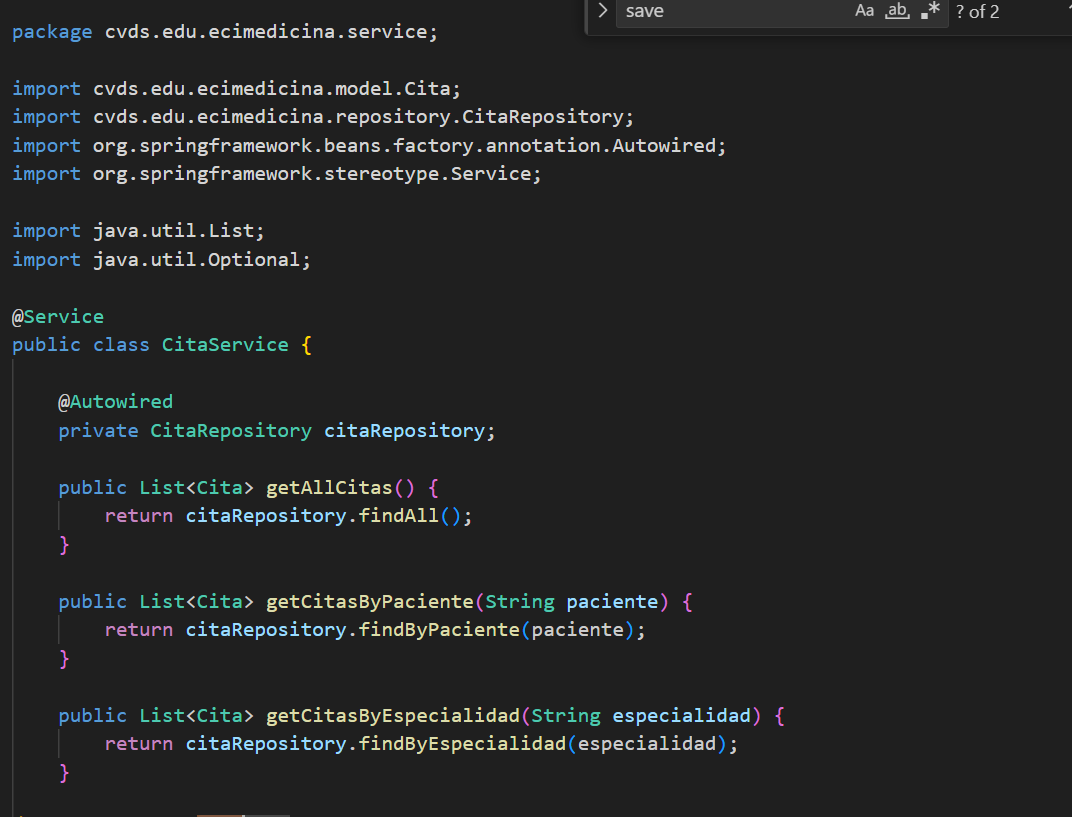 save Aa ab .* ? of 2
package cvds.edu.ecimedicina.service;
import cvds.edu.ecimedicina.model.Cita;
import cvds.edu.ecimedicina.repository.CitaRepository;
import org.springframework.beans.factory.annotation.Autowired;
import org.springframework.stereotype.Service;
import java.util.List;
import java.util.Optional;
@Service
public class CitaService {
@Autowired
private CitaRepository citaRepository;
public List<Cita> getAllCitas() {
return citaRepository.findAll();
}
public List<Cita> getCitasByPaciente(String paciente) {
return citaRepository.findByPaciente(paciente);
}
public List<Cita> getCitasByEspecialidad(String especialidad) {
return citaRepository.findByEspecialidad(especialidad);
}